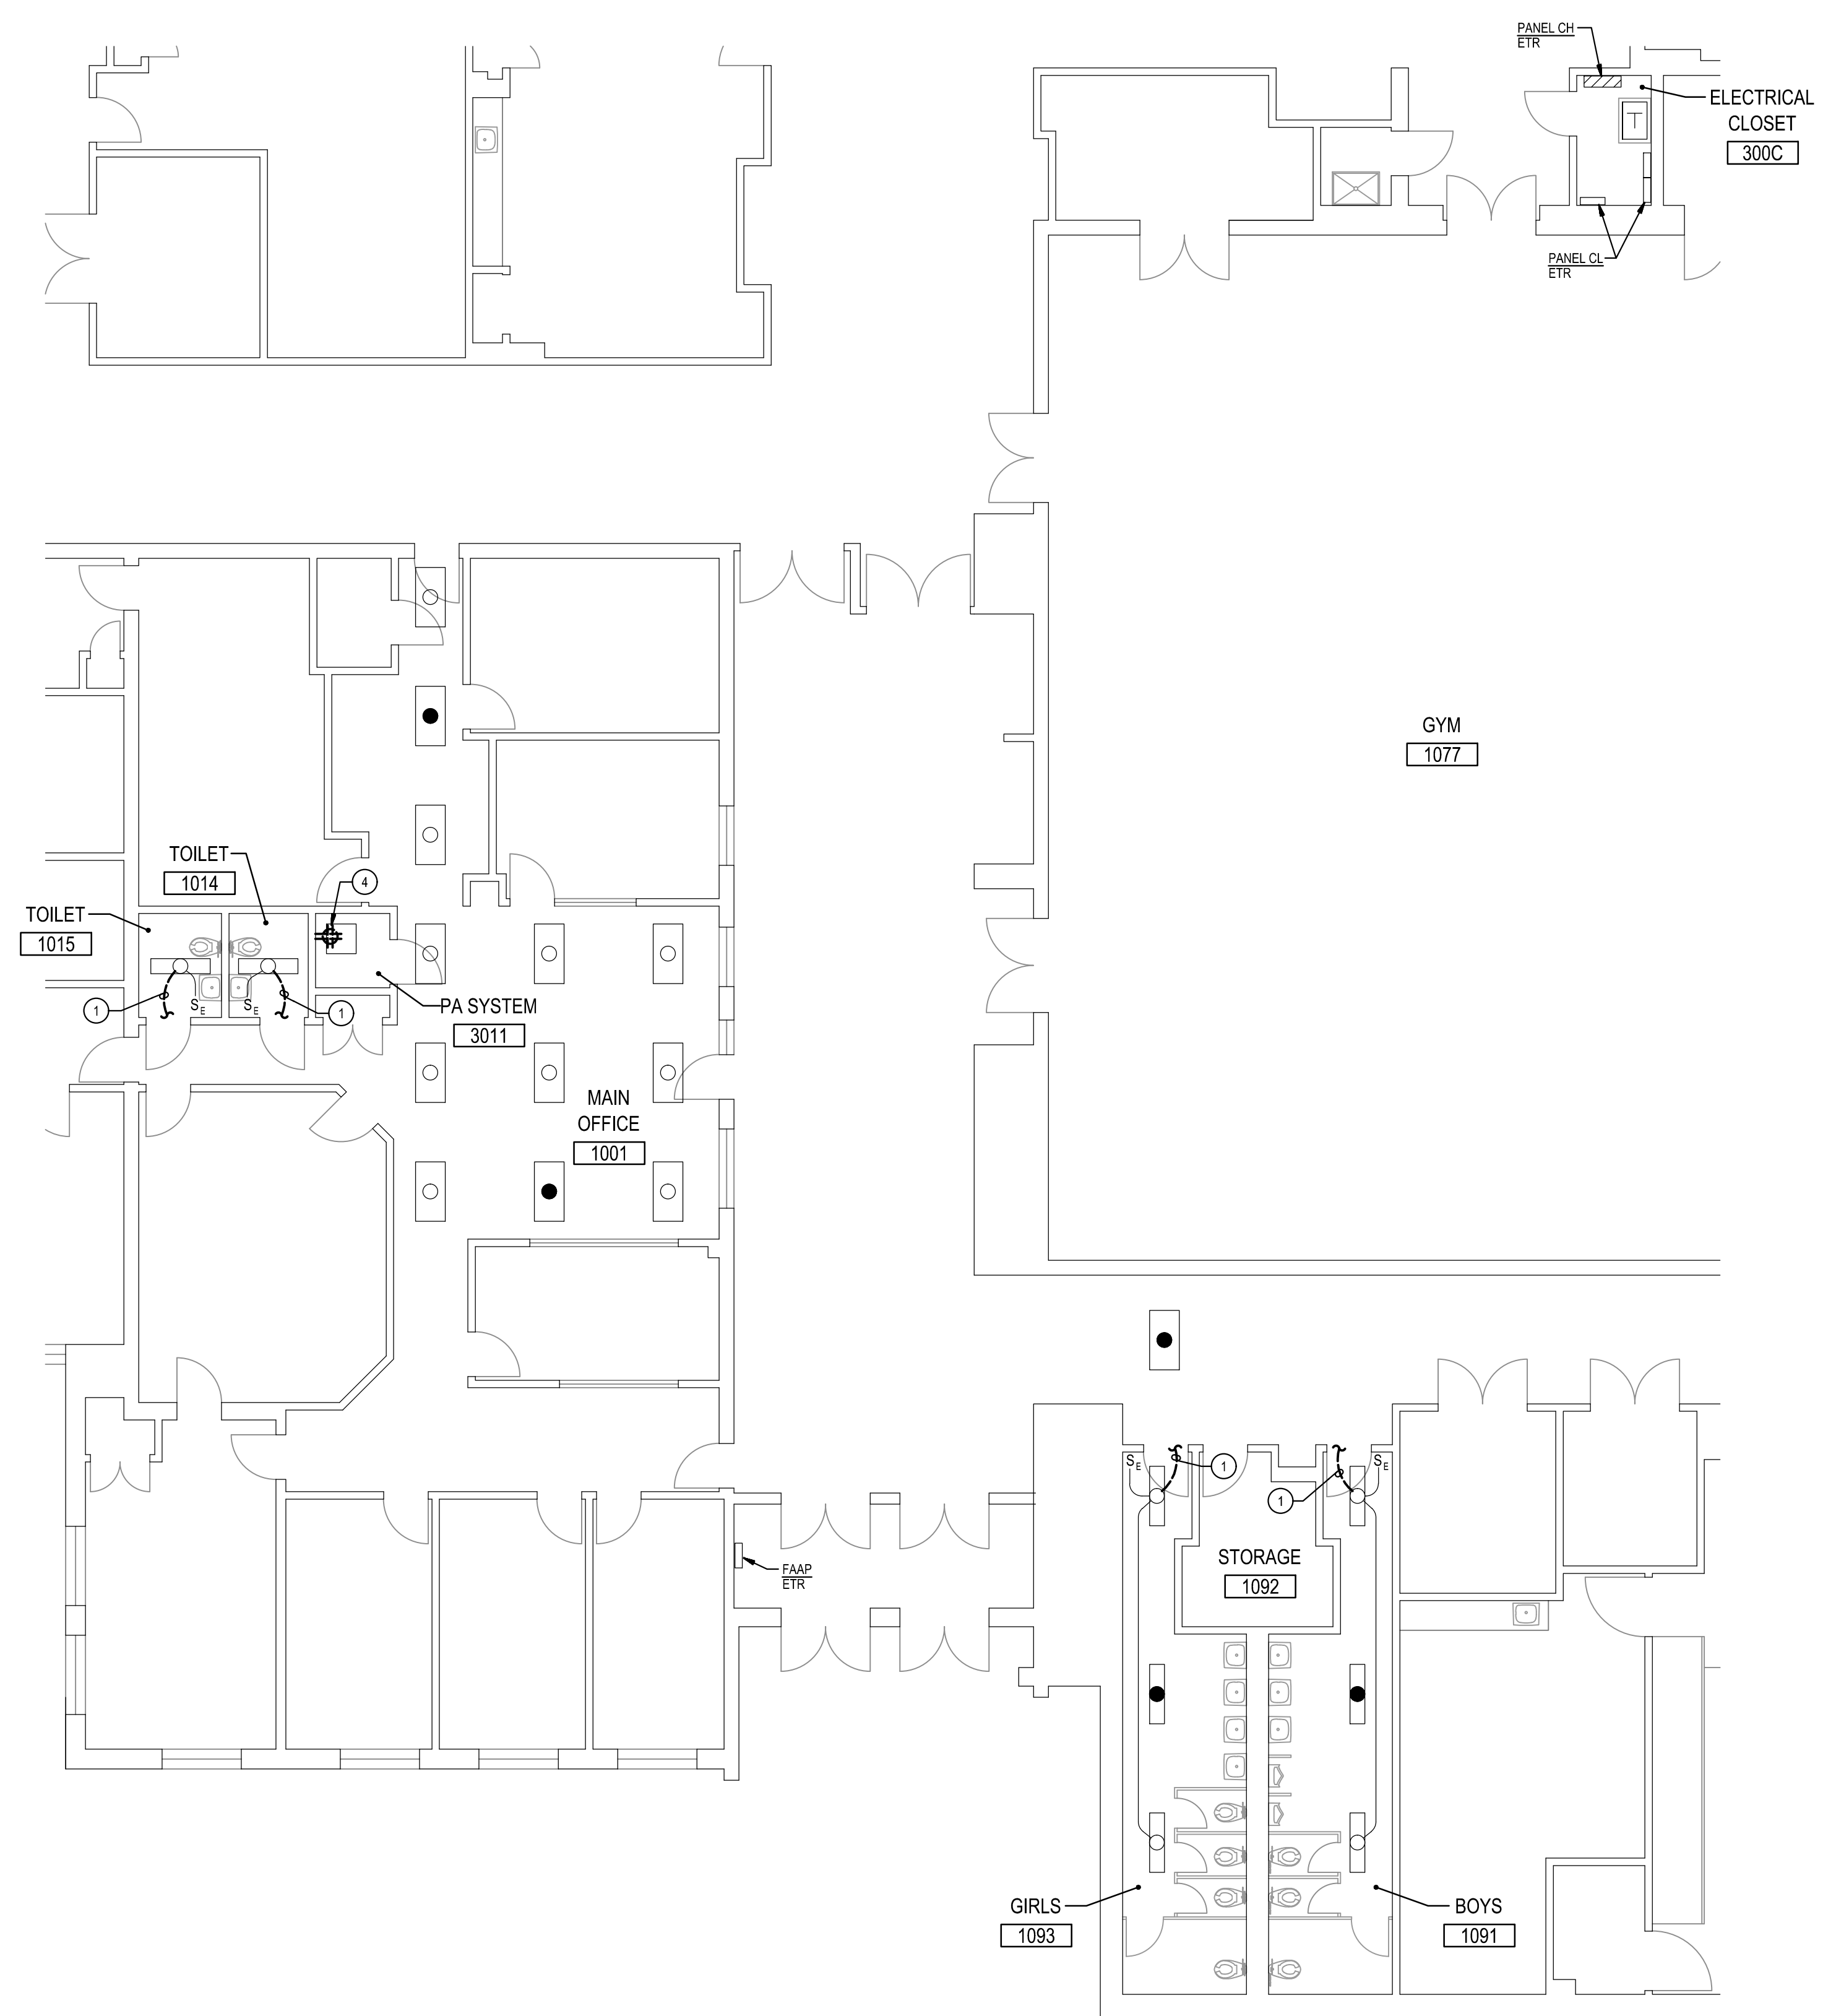 PANEL CH
ETR
ELECTRICAL
CLOSET
300C
PANEL CL
ETR
GYM
1077
TOILET
1014
4
TOILET
1015
1
SE
SE
1
PA SYSTEM
3011
MAIN
OFFICE
1001
SE
1
1
SE
STORAGE
1092
FAAP
ETR
GIRLS
1093
BOYS
1091